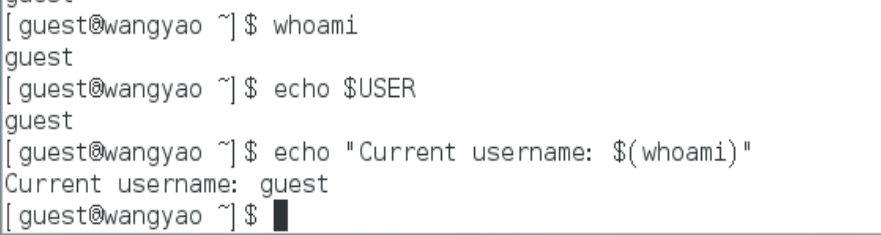 [guest@wangyao ~]$ whoami
guest
[guest@wangyao ~]$ echo $USER
guest
[guest@wangyao ~]$ echo "Current username: $(whoami)"
Current username: guest
[guest@wangyao ~]$